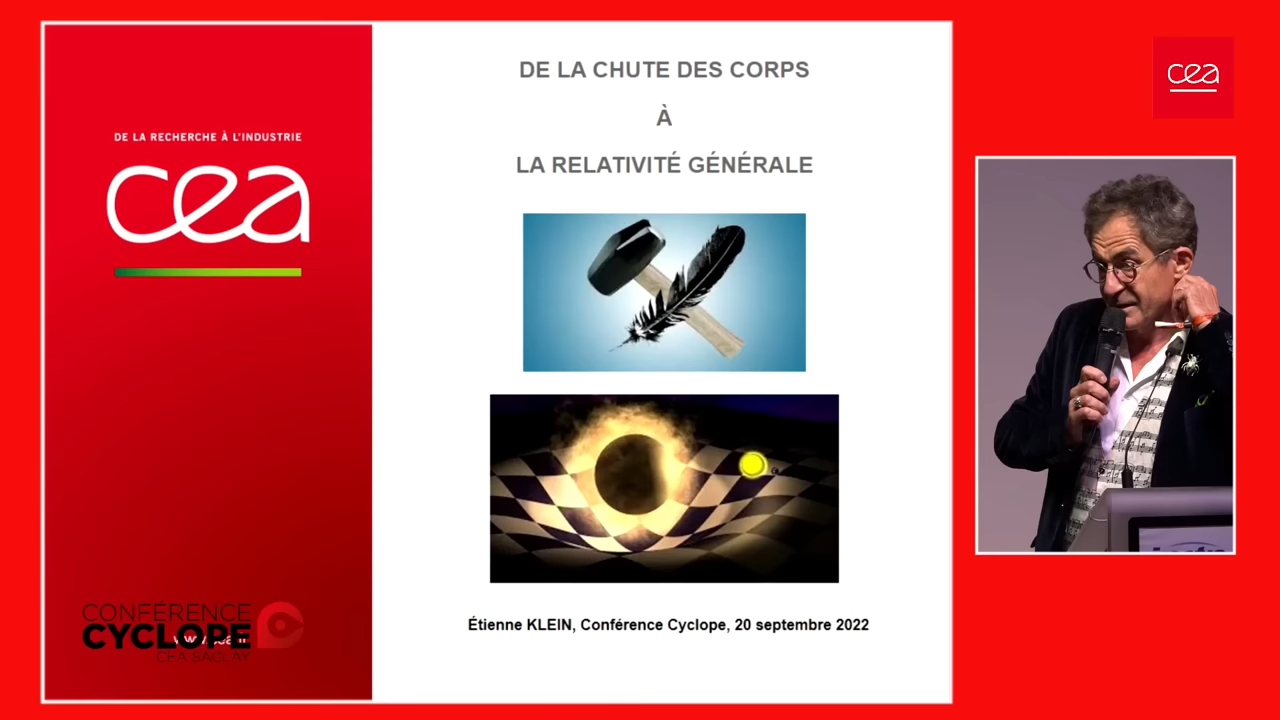 DE LA RECHERCHE À L'INDUSTRIE
cea
CONFÉRENCE
CYCLOPE
CEA SACLAY
DE LA CHUTE DES CORPS
À
LA RELATIVITÉ GÉNÉRALE
Étienne KLEIN, Conférence Cyclope, 20 septembre 2022
cea